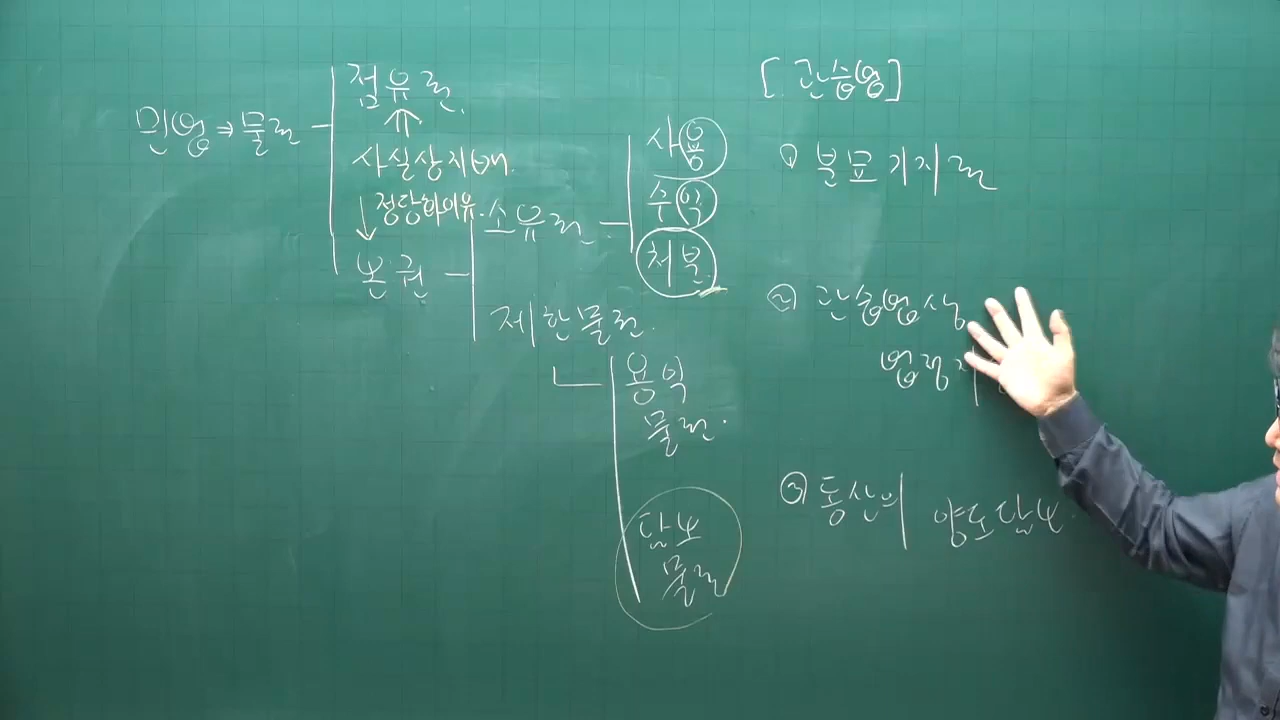 민법 ⇒ 물권
점유권.
⇑
사실상지배.
↓ 정당한이유.
본권
소유권.
사용
수익
처분.
제한물권.
용익
물권.
담보
물권
[관습법]
① 분묘기지권
② 관습법상
법정지
③ 동산의 양도담보.